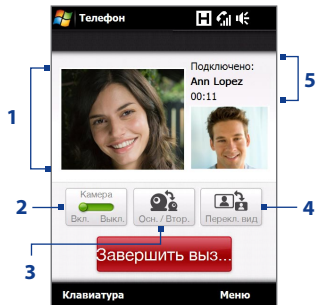 Телефон
Подключено:
Ann Lopez
00:11
1
5
Камера
Вкл. Выкл.
Осн. / Втор.
Перекл. вид
2
3
4
Завершить выз...
Клавиатура Меню